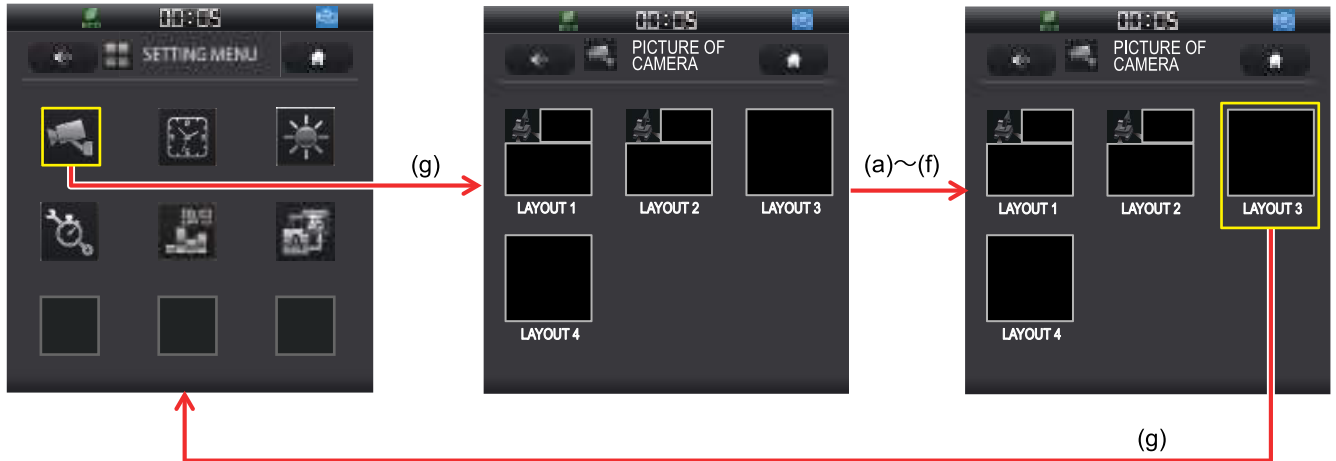 00:05
SETTING MENU
(g)
00:05
PICTURE OF
CAMERA
LAYOUT 1
LAYOUT 2
LAYOUT 3
LAYOUT 4
(a)～(f)
00:05
PICTURE OF
CAMERA
LAYOUT 1
LAYOUT 2
LAYOUT 3
LAYOUT 4
(g)